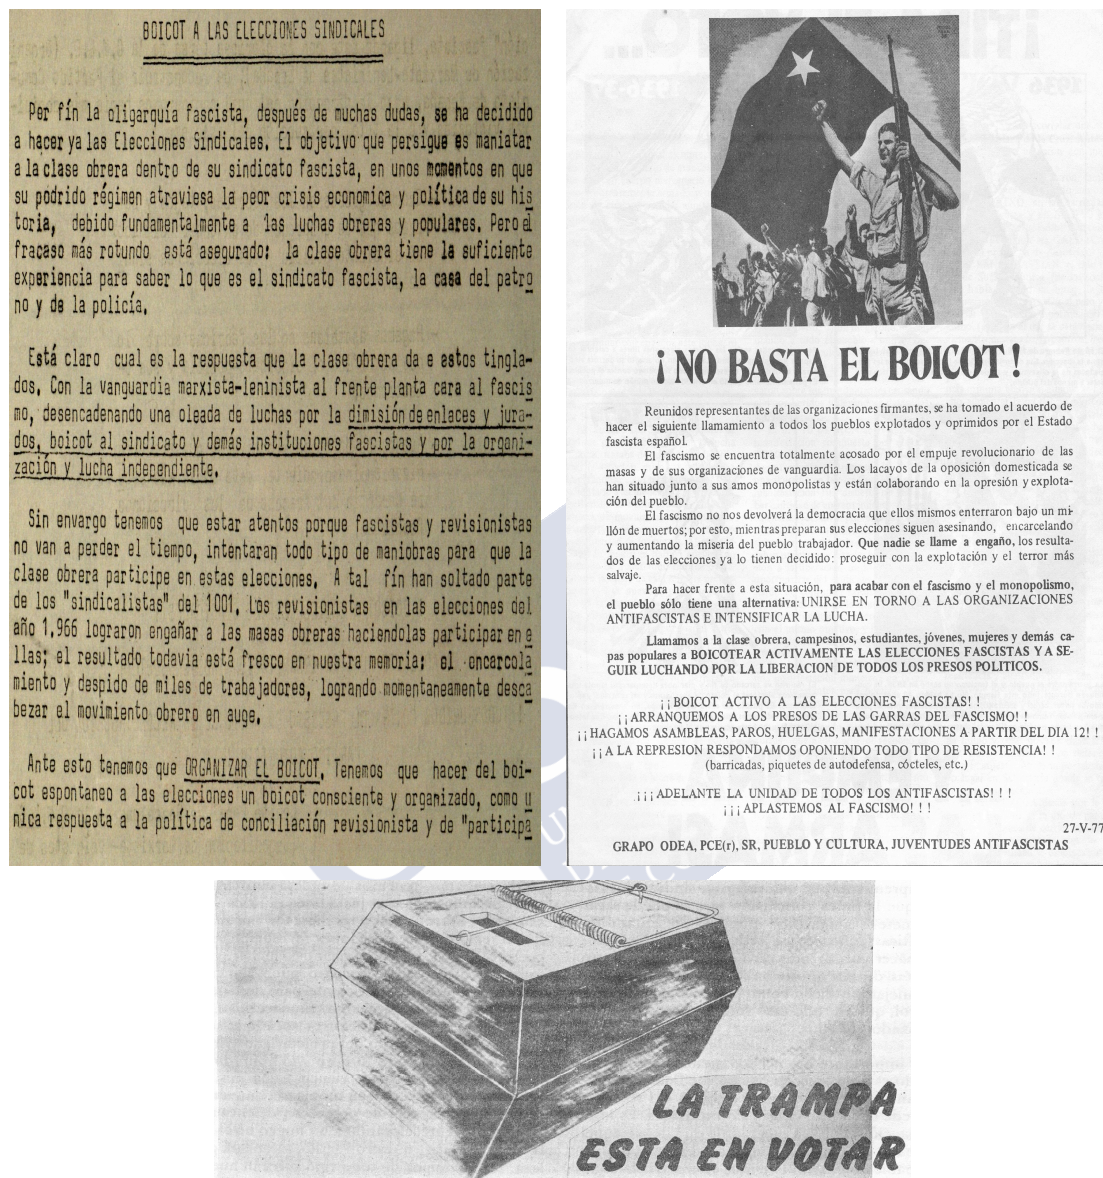 BOICOT A LAS ELECCIONES SINDICALES
Por fín la oligarquía fascista, después de muchas dudas, se ha decidido
a hacer ya las Elecciones Sindicales. El objetivo que persigue es maniatar
a la clase obrera dentro de su sindicato fascista, en unos momentos en que
su podrido régimen atraviesa la peor crisis economica y política de su his
toria, debido fundamentalmente a las luchas obreras y populares. Pero el
fracaso más rotundo está asegurado: la clase obrera tiene la suficiente
experiencia para saber lo que es el sindicato fascista, la casa del patro
no y de la policía.
Está claro cual es la respuesta que la clase obrera da e estos tingla-
dos. Con la vanguardia marxista-leninista al frente planta cara al fascis
mo, desencadenando una oleada de luchas por la dimisión de enlaces y jura-
dos, boicot al sindicato y demás instituciones fascistas y por la organi-
zación y lucha independiente.
Sin envargo tenemos que estar atentos porque fascistas y revisionistas
no van a perder el tiempo, intentaran todo tipo de maniobras para que la
clase obrera participe en estas elecciones. A tal fín han soltado parte
de los "sindicalistas" del 1001. Los revisionistas en las elecciones del
año 1.966 lograron engañar a las masas obreras haciendolas participar en e
llas; el resultado todavia está fresco en nuestra memoria: el encarcola
miento y despido de miles de trabajadores, logrando momentaneamente desca
bezar el movimiento obrero en auge.
Ante esto tenemos que ORGANIZAR EL BOICOT. Tenemos que hacer del boi-
cot espontaneo a las elecciones un boicot consciente y organizado, como u
nica respuesta a la política de conciliación revisionista y de "participa
¡NO BASTA EL BOICOT!
Reunidos representantes de las organizaciones firmantes, se ha tomado el acuerdo de
hacer el siguiente llamamiento a todos los pueblos explotados y oprimidos por el Estado
fascista español.
El fascismo se encuentra totalmente acosado por el empuje revolucionario de las
masas y de sus organizaciones de vanguardia. Los lacayos de la oposición domesticada se
han situado junto a sus amos monopolistas y están colaborando en la opresión y explota-
ción del pueblo.
El fascismo no nos devolverá la democracia que ellos mismos enterraron bajo un mi-
llón de muertos; por esto, mientras preparan sus elecciones siguen asesinando, encarcelando
y aumentando la miseria del pueblo trabajador. Que nadie se llame a engaño, los resulta-
dos de las elecciones ya lo tienen decidido: proseguir con la explotación y el terror más
salvaje.
Para hacer frente a esta situación, para acabar con el fascismo y el monopolismo,
el pueblo sólo tiene una alternativa: UNIRSE EN TORNO A LAS ORGANIZACIONES
ANTIFASCISTAS E INTENSIFICAR LA LUCHA.
Llamamos a la clase obrera, campesinos, estudiantes, jóvenes, mujeres y demás ca-
pas populares a BOICOTEAR ACTIVAMENTE LAS ELECCIONES FASCISTAS Y A SE-
GUIR LUCHANDO POR LA LIBERACION DE TODOS LOS PRESOS POLITICOS.
¡¡BOICOT ACTIVO A LAS ELECCIONES FASCISTAS!!
¡¡ARRANQUEMOS A LOS PRESOS DE LAS GARRAS DEL FASCISMO!!
¡¡HAGAMOS ASAMBLEAS, PAROS, HUELGAS, MANIFESTACIONES A PARTIR DEL DIA 12!!
¡¡A LA REPRESION RESPONDAMOS OPONIENDO TODO TIPO DE RESISTENCIA!!
(barricadas, piquetes de autodefensa, cócteles, etc.)
¡¡¡ADELANTE LA UNIDAD DE TODOS LOS ANTIFASCISTAS!!!
¡¡¡APLASTEMOS AL FASCISMO!!!
27-V-77
GRAPO ODEA, PCE(r), SR, PUEBLO Y CULTURA, JUVENTUDES ANTIFASCISTAS
LA TRAMPA
ESTA EN VOTAR